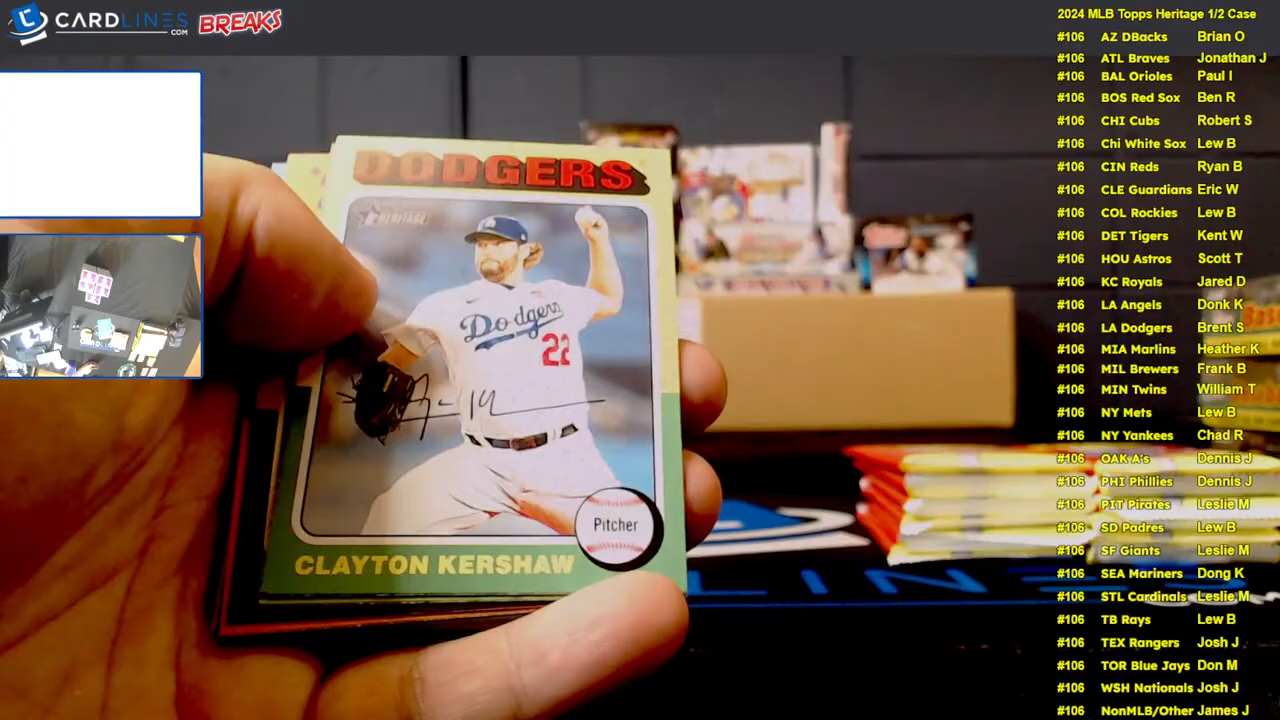 CARDLINES
.COM
BREAKS
2024 MLB Topps Heritage 1/2 Case
#106 AZ DBacks Brian O
#106 ATL Braves Jonathan J
#106 BAL Orioles Paul I
#106 BOS Red Sox Ben R
#106 CHI Cubs Robert S
#106 Chi White Sox Lew B
#106 CIN Reds Ryan B
#106 CLE Guardians Eric W
#106 COL Rockies Lew B
#106 DET Tigers Kent W
#106 HOU Astros Scott T
#106 KC Royals Jared D
#106 LA Angels Donk K
#106 LA Dodgers Brent S
#106 MIA Marlins Heather K
#106 MIL Brewers Frank B
#106 MIN Twins William T
#106 NY Mets Lew B
#106 NY Yankees Chad R
#106 OAK A's Dennis J
#106 PHI Phillies Dennis J
#106 PIT Pirates Leslie M
#106 SD Padres Lew B
#106 SF Giants Leslie M
#106 SEA Mariners Dong K
#106 STL Cardinals Leslie M
#106 TB Rays Lew B
#106 TEX Rangers Josh J
#106 TOR Blue Jays Don M
#106 WSH Nationals Josh J
#106 NonMLB/Other James J
DODGERS
HERITAGE
Dodgers
22
Pitcher
CLAYTON KERSHAW